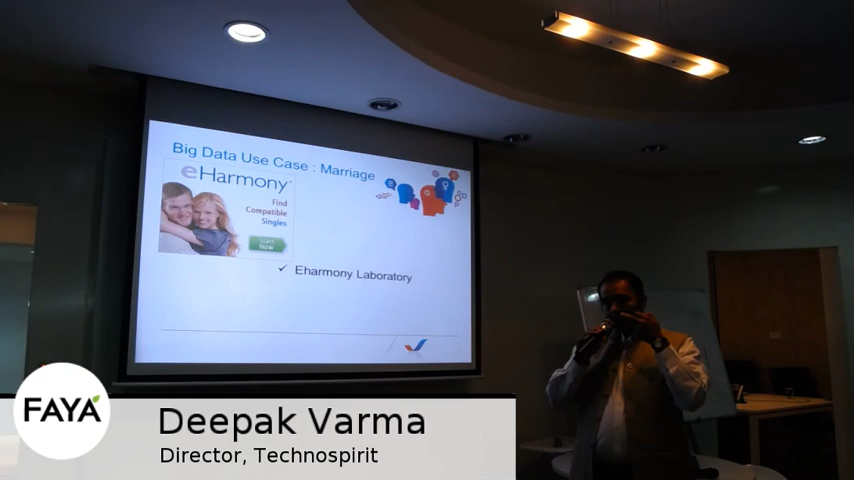 Big Data Use Case : Marriage
eHarmony
Find
Compatible
Singles
Start
Now
✓ Eharmony Laboratory
FAYA
Deepak Varma
Director, Technospirit